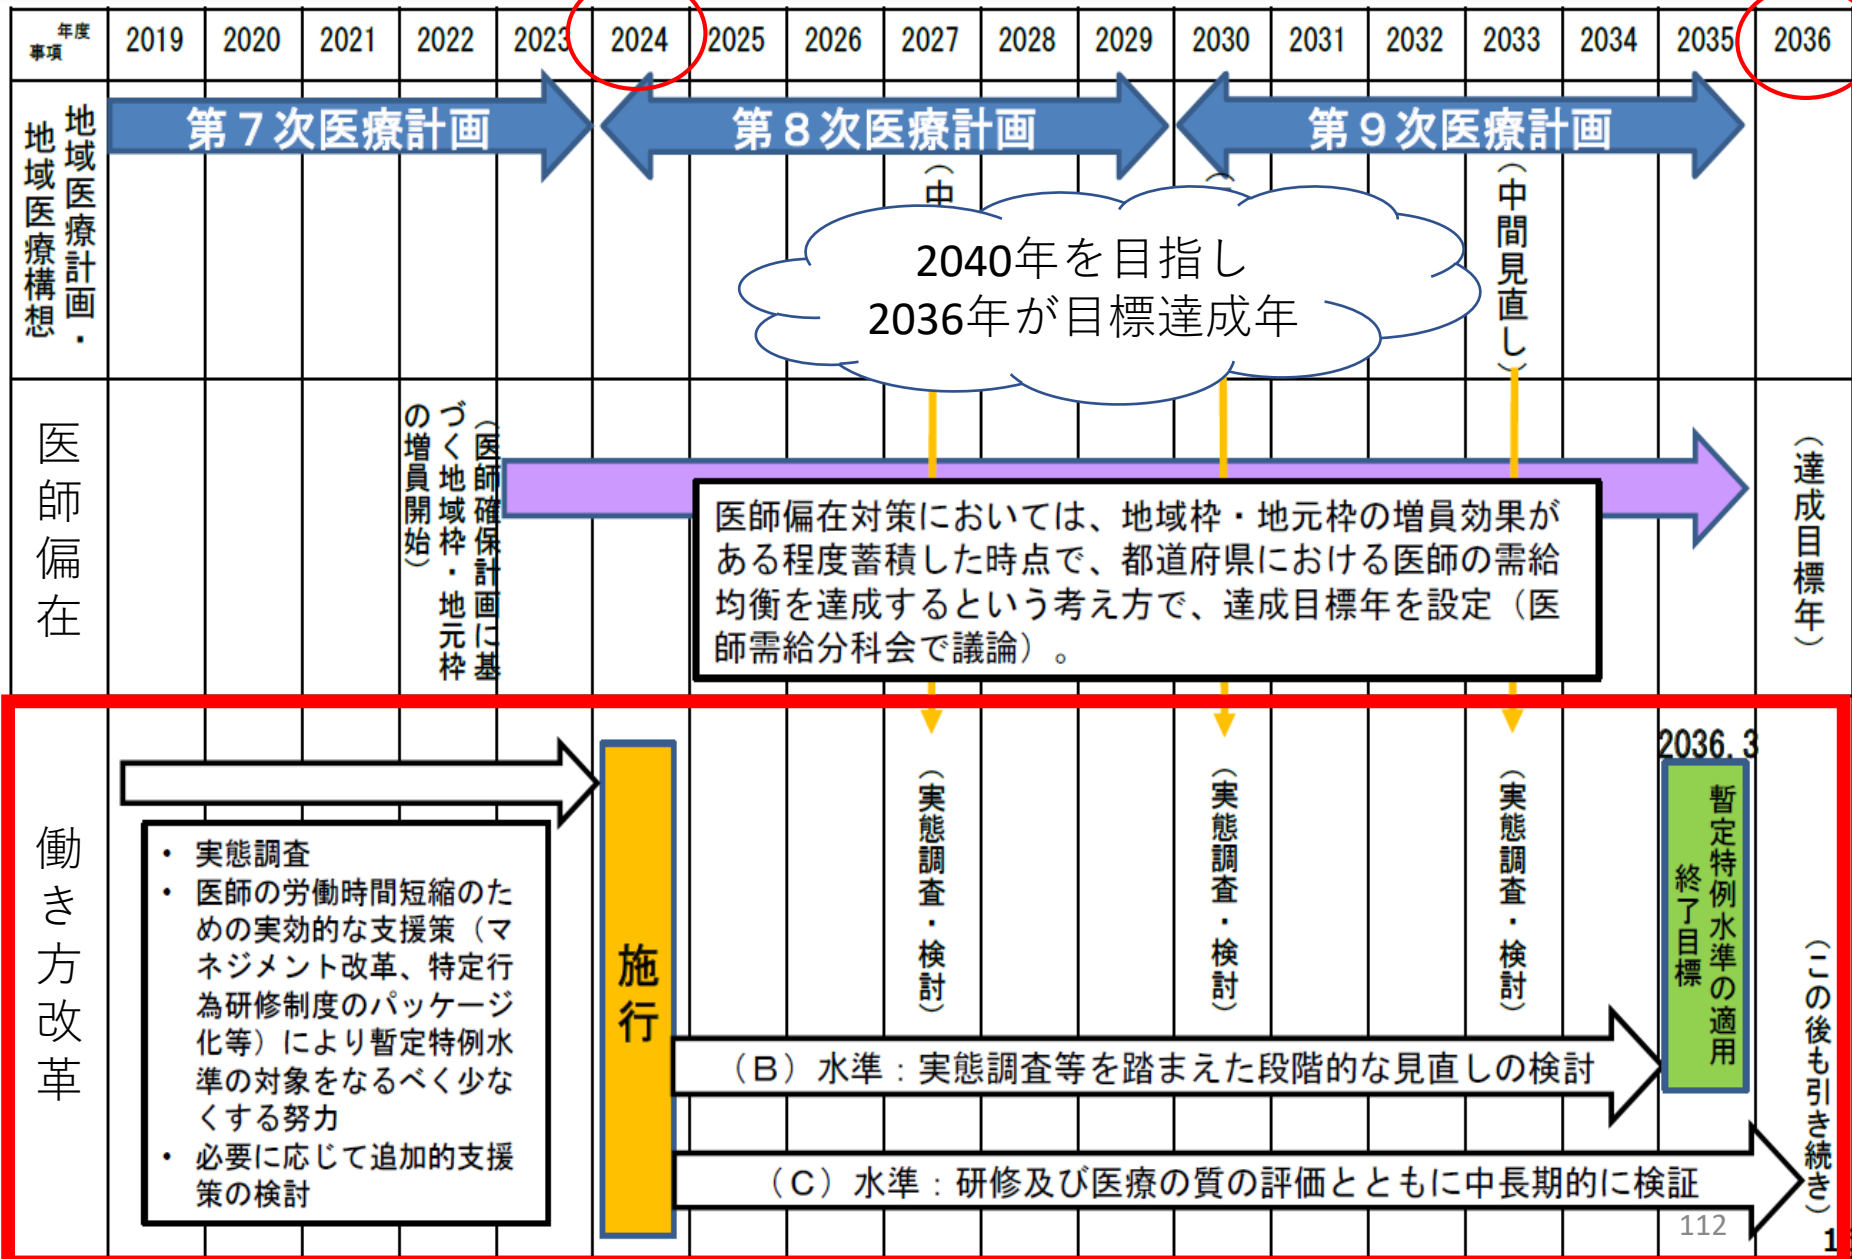 年度
事項
2019 2020 2021 2022 2023 2024 2025 2026 2027 2028 2029 2030 2031 2032 2033 2034 2035 2036
地域医療計画・
地域医療構想
第７次医療計画
第８次医療計画
第９次医療計画
（中
（中間見直し）
2040年を目指し
2036年が目標達成年
医師偏在
（医師確保計画に基
づく地域枠・地元枠
の増員開始）
医師偏在対策においては、地域枠・地元枠の増員効果が
ある程度蓄積した時点で、都道府県における医師の需給
均衡を達成するという考え方で、達成目標年を設定（医
師需給分科会で議論）。
（達成目標年）
働き方改革
・ 実態調査
・ 医師の労働時間短縮のた
めの実効的な支援策（マ
ネジメント改革、特定行
為研修制度のパッケージ
化等）により暫定特例水
準の対象をなるべく少な
くする努力
・ 必要に応じて追加的支援
策の検討
施行
（実態調査・検討）
（実態調査・検討）
（実態調査・検討）
2036.3
暫定特例水準の適用
終了目標
（Ｂ）水準：実態調査等を踏まえた段階的な見直しの検討
（Ｃ）水準：研修及び医療の質の評価とともに中長期的に検証
（この後も引き続き）
112
1